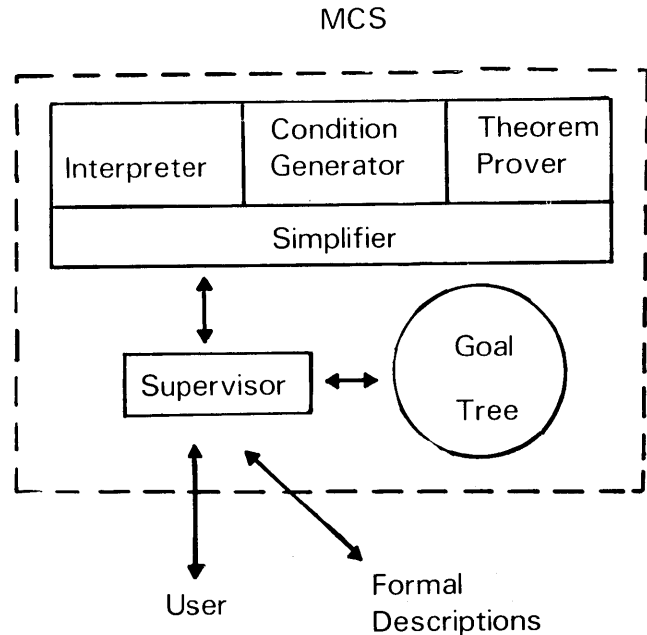 MCS
Interpreter
Condition
Generator
Theorem
Prover
Simplifier
Supervisor
Goal
Tree
User
Formal
Descriptions